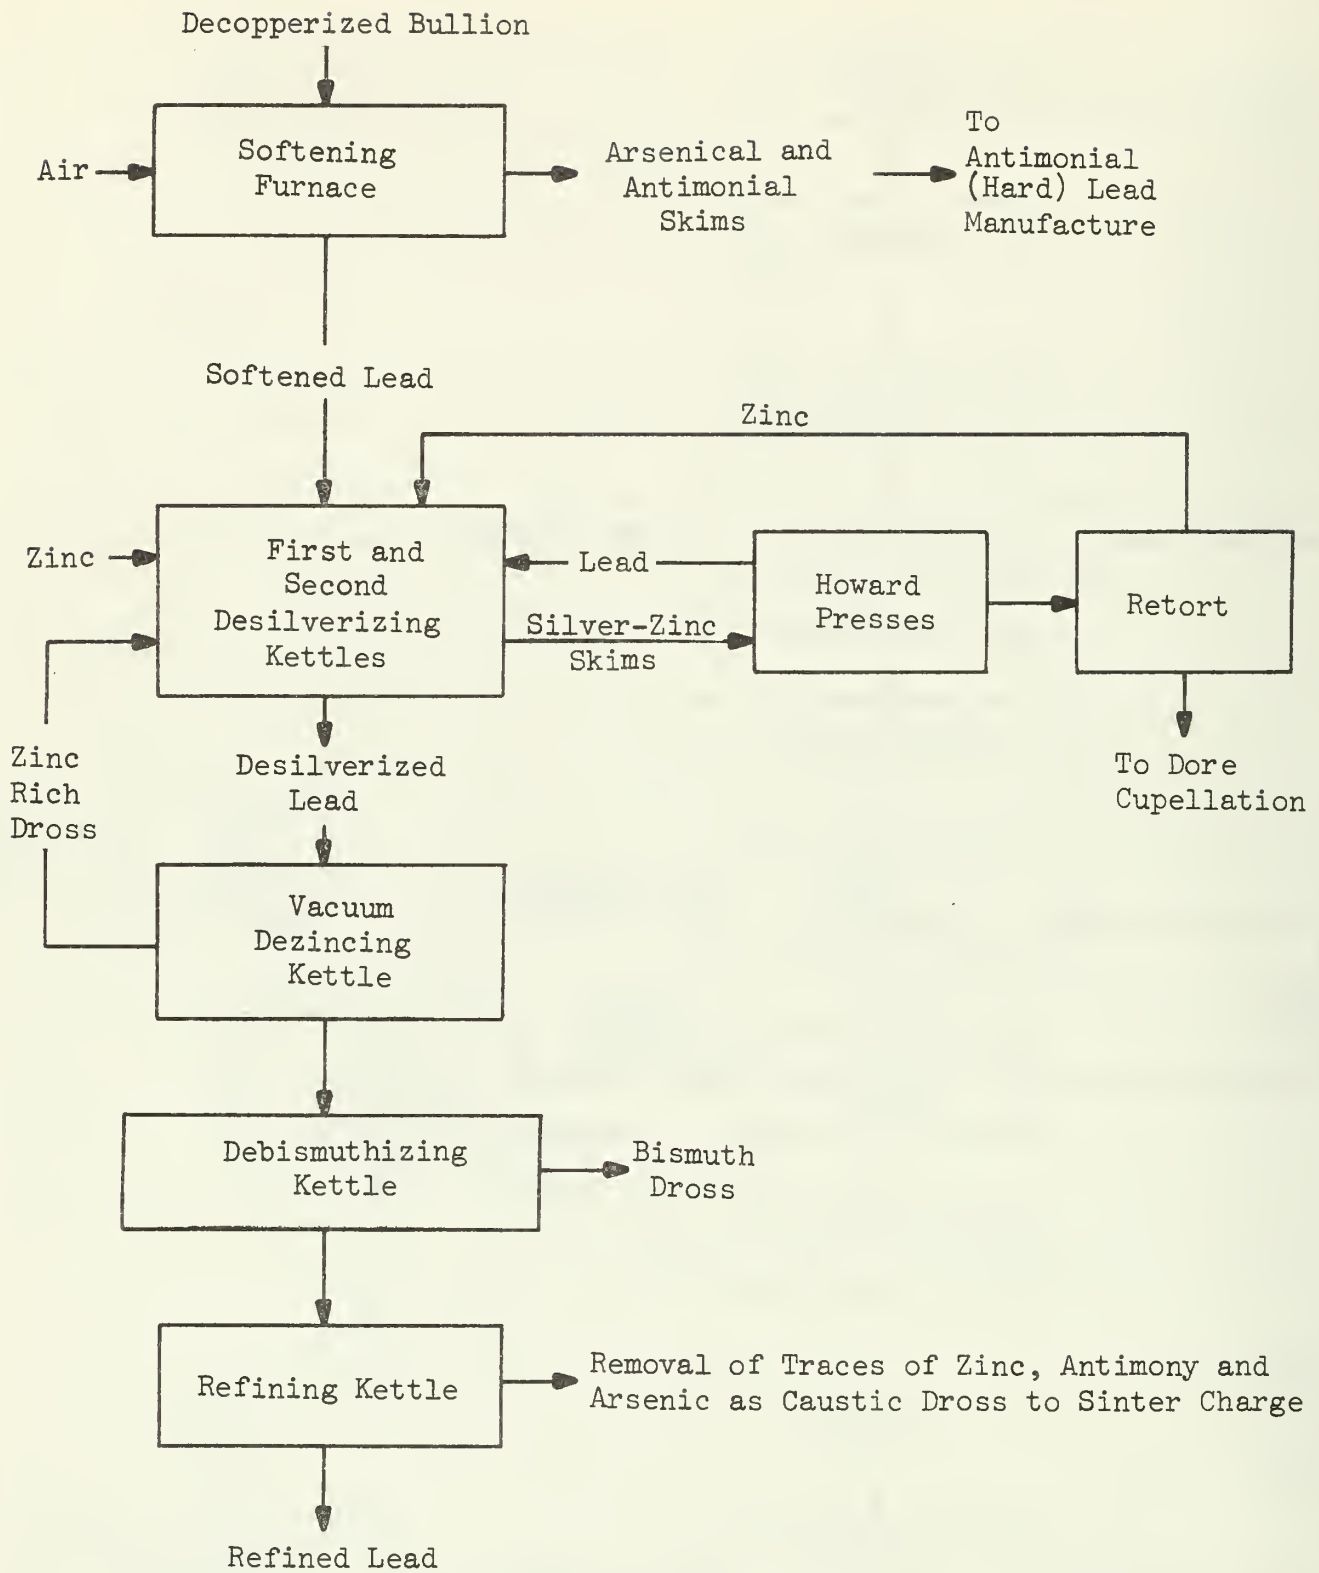 Decopperized Bullion
Air
Softening
Furnace
Arsenical and
Antimonial
Skims
To
Antimonial
(Hard) Lead
Manufacture
Softened Lead
Zinc
Zinc
First and
Second
Desilverizing
Kettles
Lead
Silver-Zinc
Skims
Howard
Presses
Retort
Zinc
Rich
Dross
Desilverized
Lead
To Dore
Cupellation
Vacuum
Dezincing
Kettle
Debismuthizing
Kettle
Bismuth
Dross
Refining Kettle
Removal of Traces of Zinc, Antimony and
Arsenic as Caustic Dross to Sinter Charge
Refined Lead